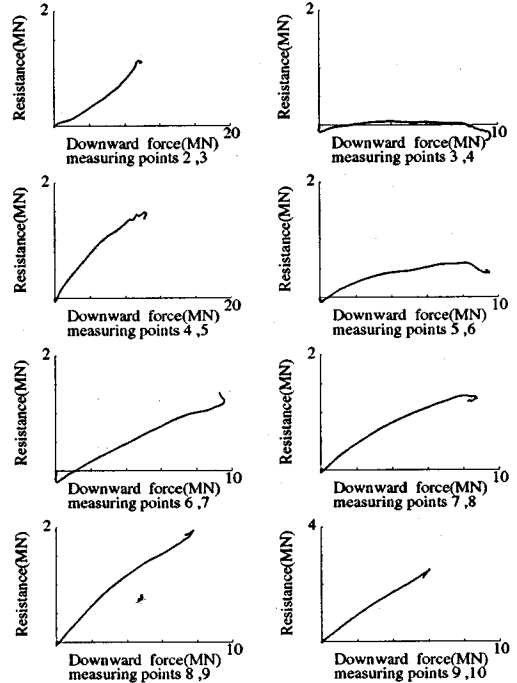 2
Resistance(MN)
20
Downward force(MN)
measuring points 2 ,3
2
Resistance(MN)
10
Downward force(MN)
measuring points 3 ,4
2
Resistance(MN)
20
Downward force(MN)
measuring points 4 ,5
2
Resistance(MN)
10
Downward force(MN)
measuring points 5 ,6
2
Resistance(MN)
10
Downward force(MN)
measuring points 6 ,7
2
Resistance(MN)
10
Downward force(MN)
measuring points 7 ,8
2
Resistance(MN)
10
Downward force(MN)
measuring points 8 ,9
4
Resistance(MN)
10
Downward force(MN)
measuring points 9 ,10